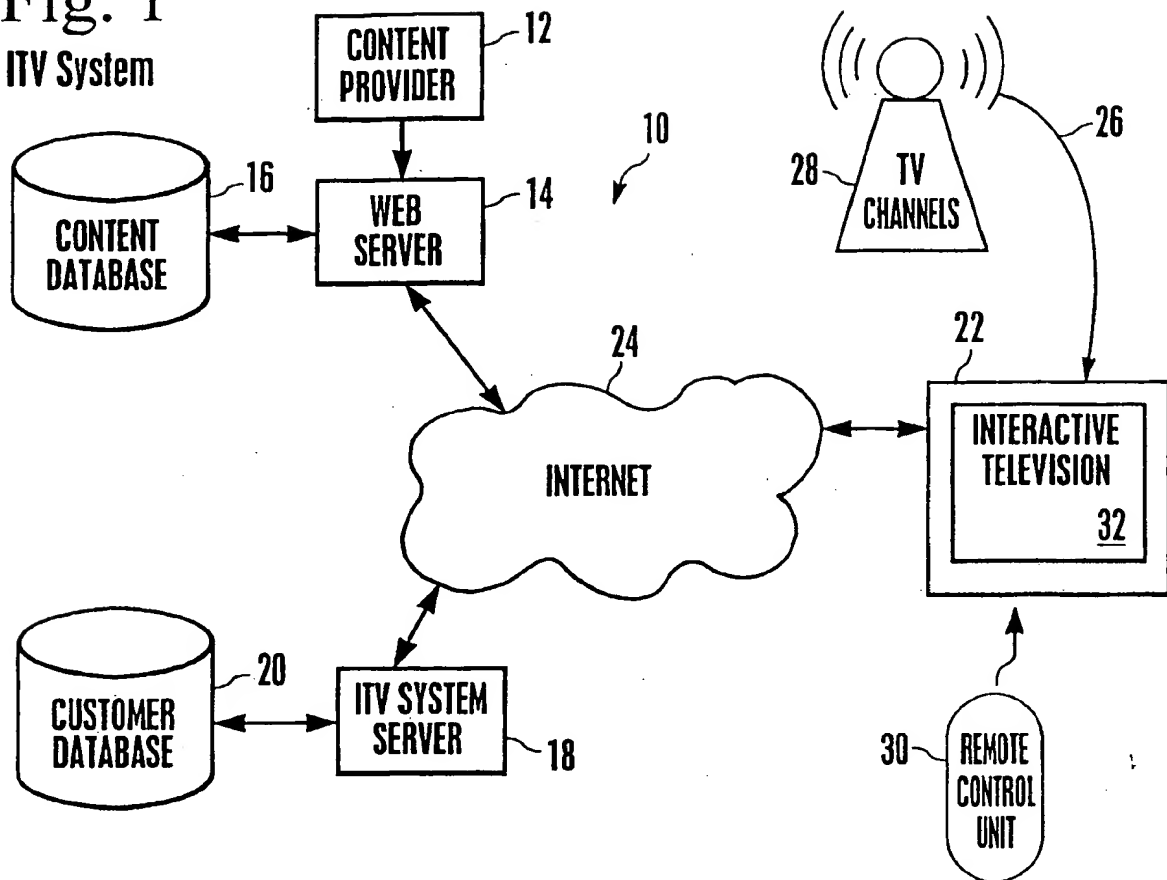 Fig. 1
ITV System
CONTENT
PROVIDER
12
10
26
16
CONTENT
DATABASE
WEB
SERVER
14
28
TV
CHANNELS
24
22
INTERNET
INTERACTIVE
TELEVISION
32
20
CUSTOMER
DATABASE
ITV SYSTEM
SERVER
18
30
REMOTE
CONTROL
UNIT